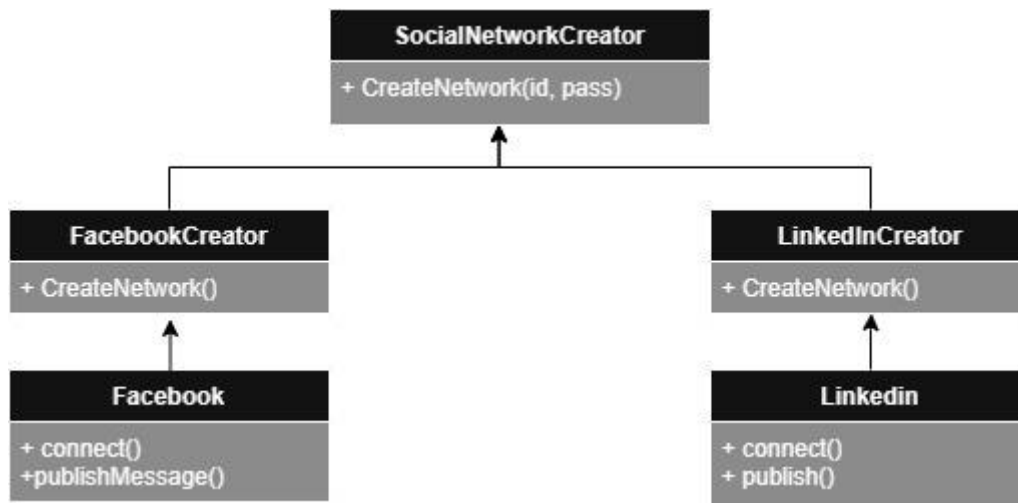 SocialNetworkCreator
+ CreateNetwork(id, pass)
FacebookCreator
+ CreateNetwork()
LinkedInCreator
+ CreateNetwork()
Facebook
+ connect()
+publishMessage()
Linkedin
+ connect()
+ publish()